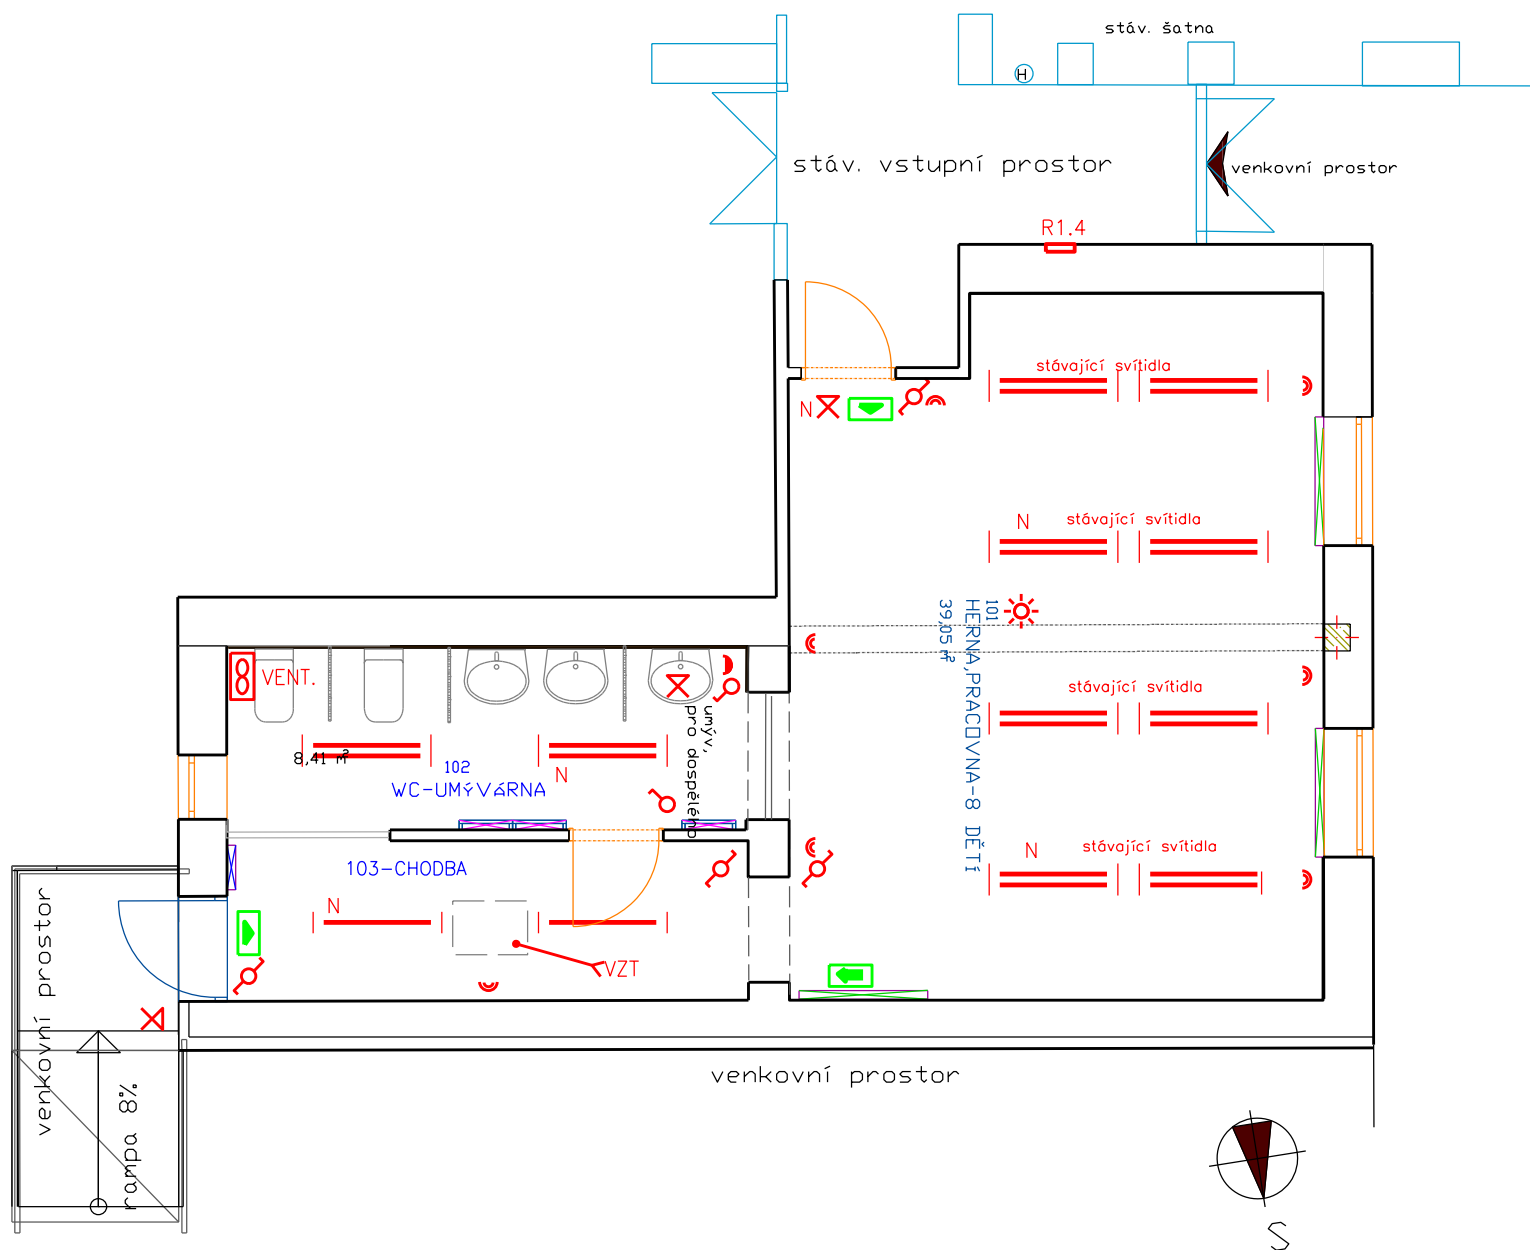 stáv. šatna
H
stáv. vstupní prostor
venkovní prostor
R1.4
stávající svítidla
N
N
stávající svítidla
101
HERNA,PRACOVNA-8 DĚTÍ
39,05 m²
stávající svítidla
VENT.
umýv,
pro dospělého
8,41 m²
102
WC-UMÝVÁRNA
N
N
stávající svítidla
103-CHODBA
N
VZT
venkovní prostor
rampa 8%
venkovní prostor
S